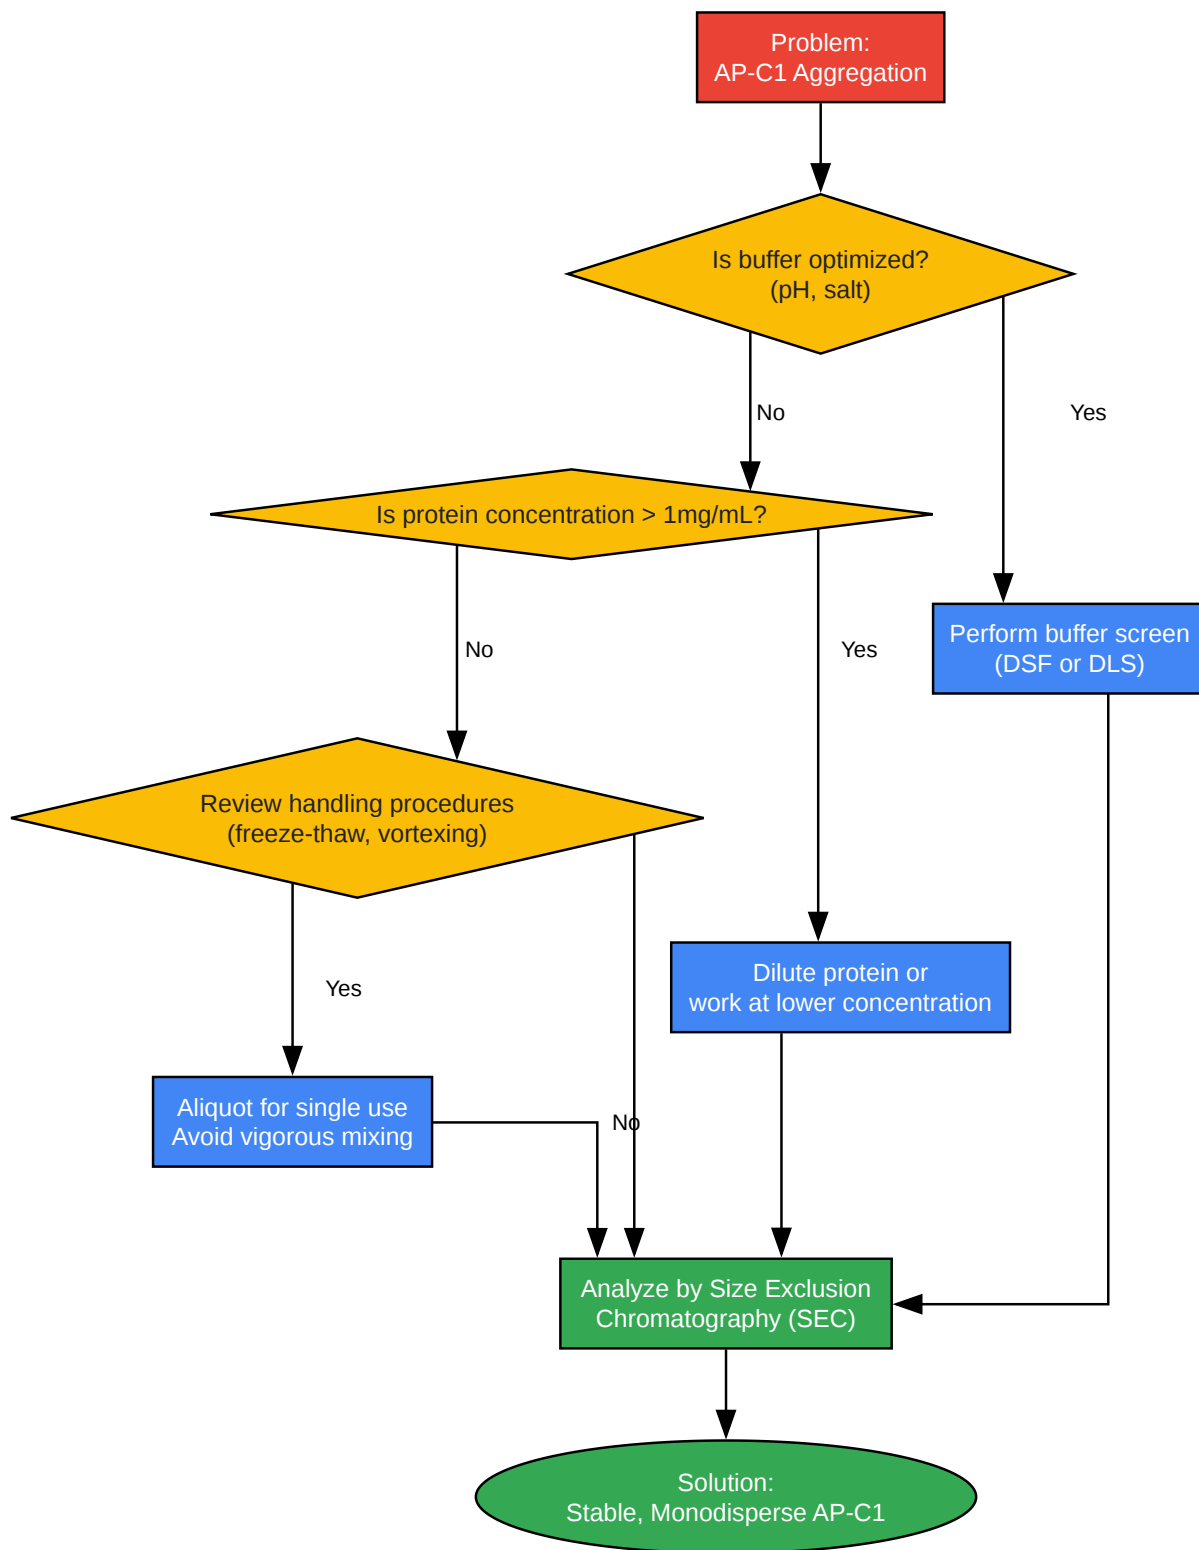 Problem:
AP-C1 Aggregation
Is buffer optimized?
(pH, salt)
No
Yes
Is protein concentration > 1mg/mL?
Perform buffer screen
(DSF or DLS)
No
Yes
Review handling procedures
(freeze-thaw, vortexing)
Dilute protein or
work at lower concentration
Yes
Aliquot for single use
Avoid vigorous mixing
No
Analyze by Size Exclusion
Chromatography (SEC)
Solution:
Stable, Monodisperse AP-C1